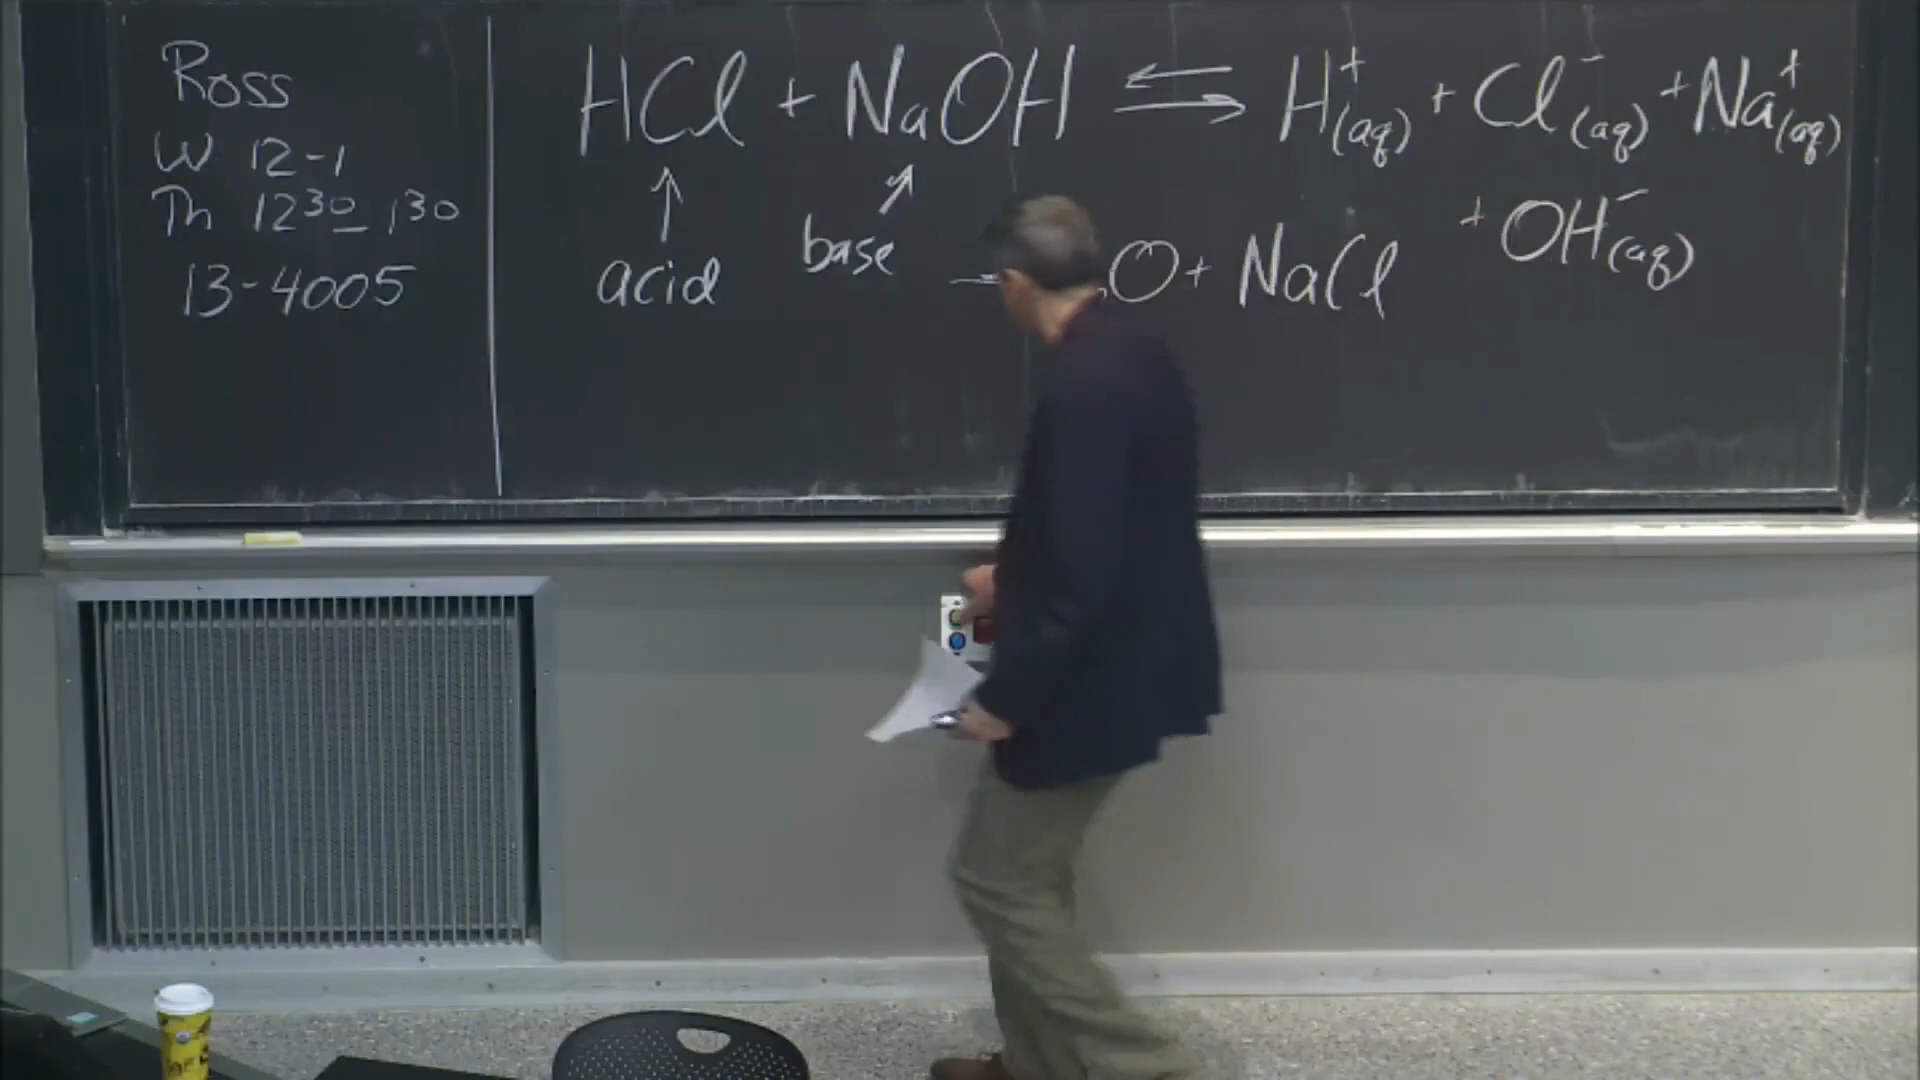 Ross
W 12-1
Th 12³⁰-1³⁰
13-4005
HCl + NaOH ⇌ H⁺(aq) + Cl⁻(aq) + Na⁺(aq)
+ OH⁻(aq)
acid
base
O + NaCl